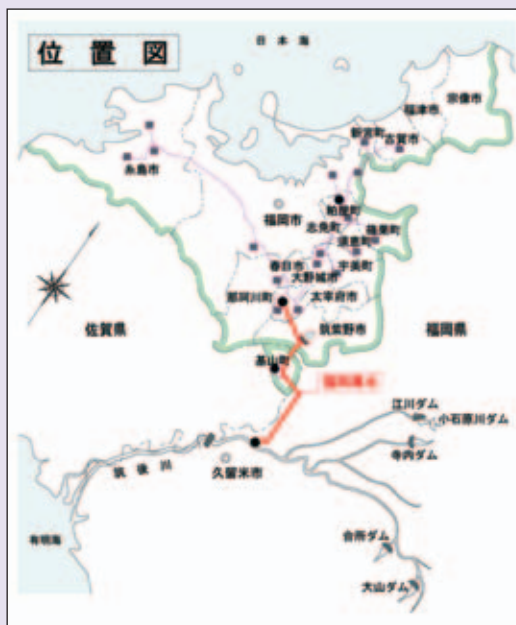 位置図
日本海
宗像市
福津市
新宮町
古賀市
糸島市
粕屋町
福岡市
志免町
篠栗町
須恵町
春日市
宇美町
大野城市
那珂川町
太宰府市
筑紫野市
佐賀県
福岡県
基山町
福岡導水
江川ダム
小石原川ダム
寺内ダム
筑後川
久留米市
有明海
合所ダム
大山ダム